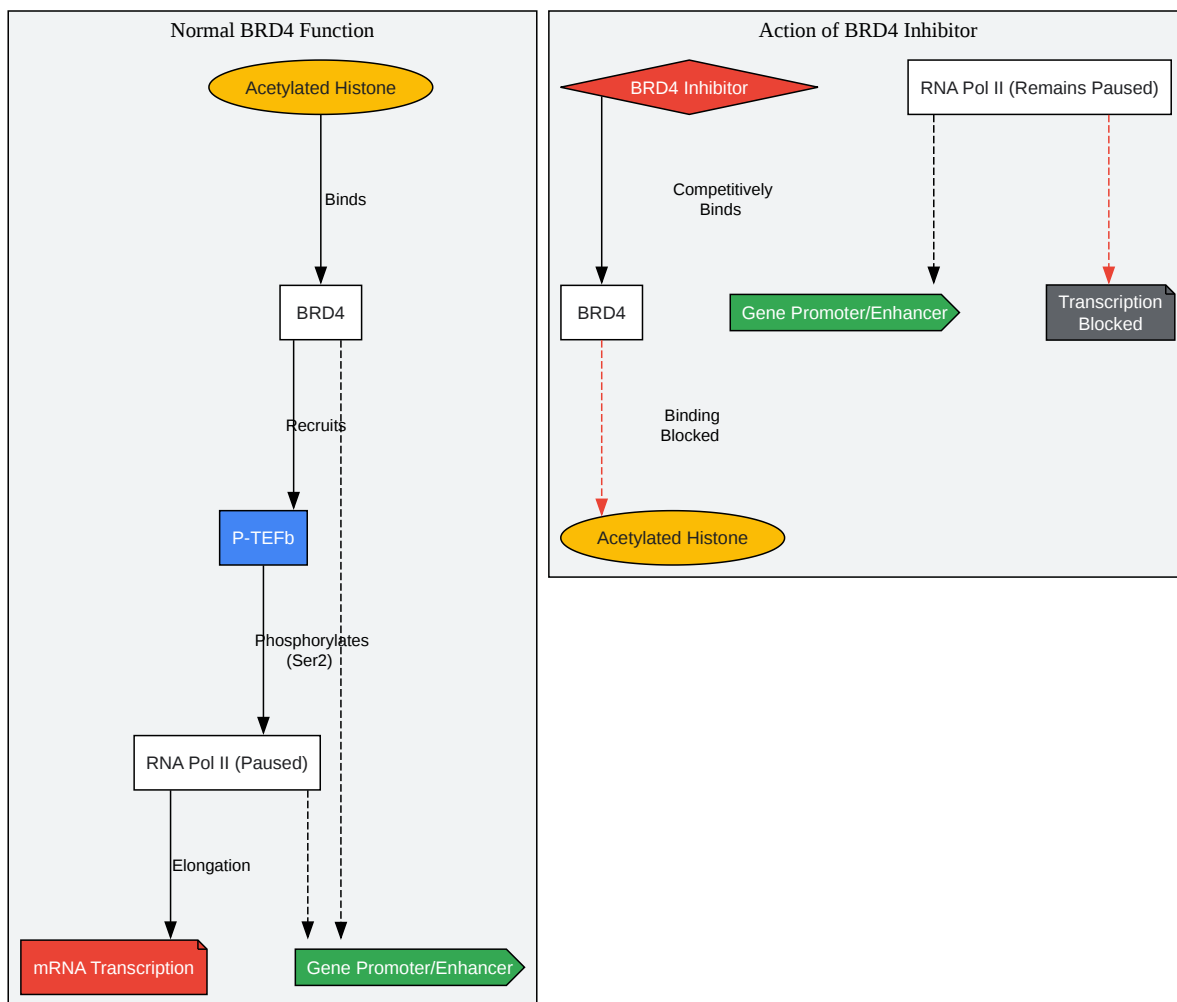 Normal BRD4 Function
Acetylated Histone
Binds
BRD4
Recruits
P-TEFb
Phosphorylates
(Ser2)
RNA Pol II (Paused)
Elongation
mRNA Transcription
Gene Promoter/Enhancer
Action of BRD4 Inhibitor
BRD4 Inhibitor
RNA Pol II (Remains Paused)
Competitively
Binds
BRD4
Gene Promoter/Enhancer
Transcription
Blocked
Binding
Blocked
Acetylated Histone